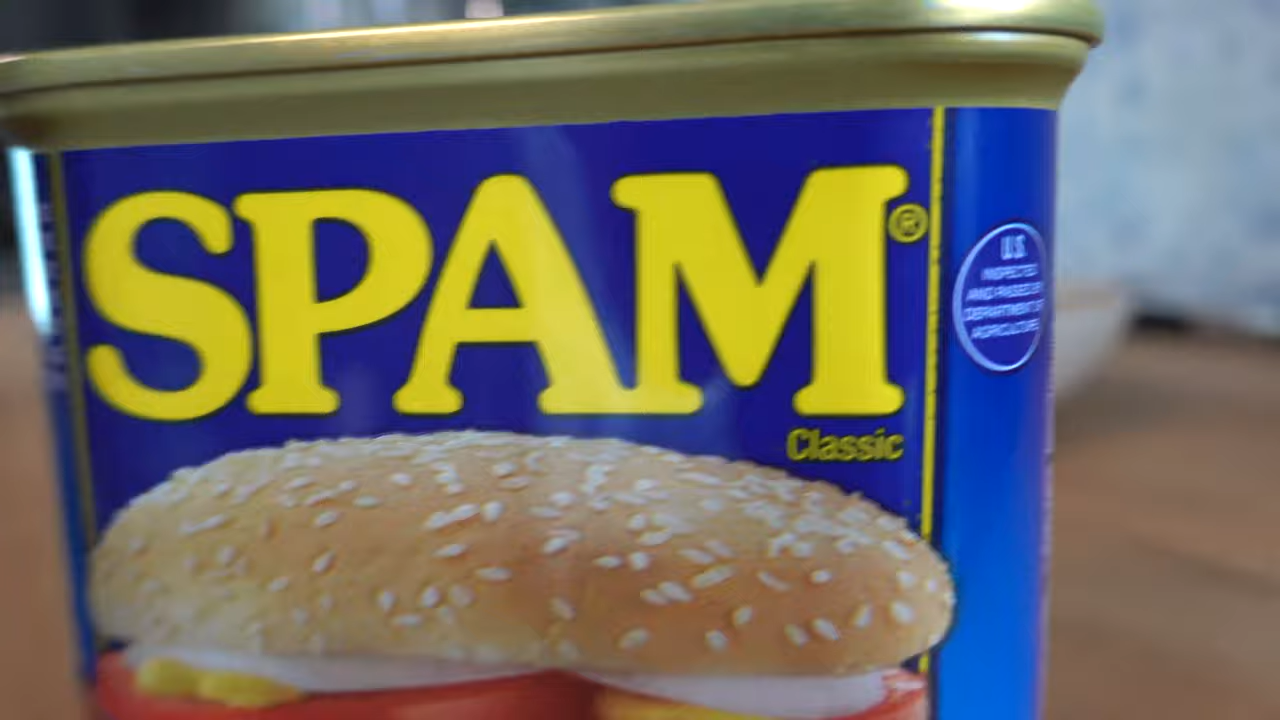 SPAM®
Classic
U.S.
INSPECTED
AND PASSED BY
DEPARTMENT OF
AGRICULTURE